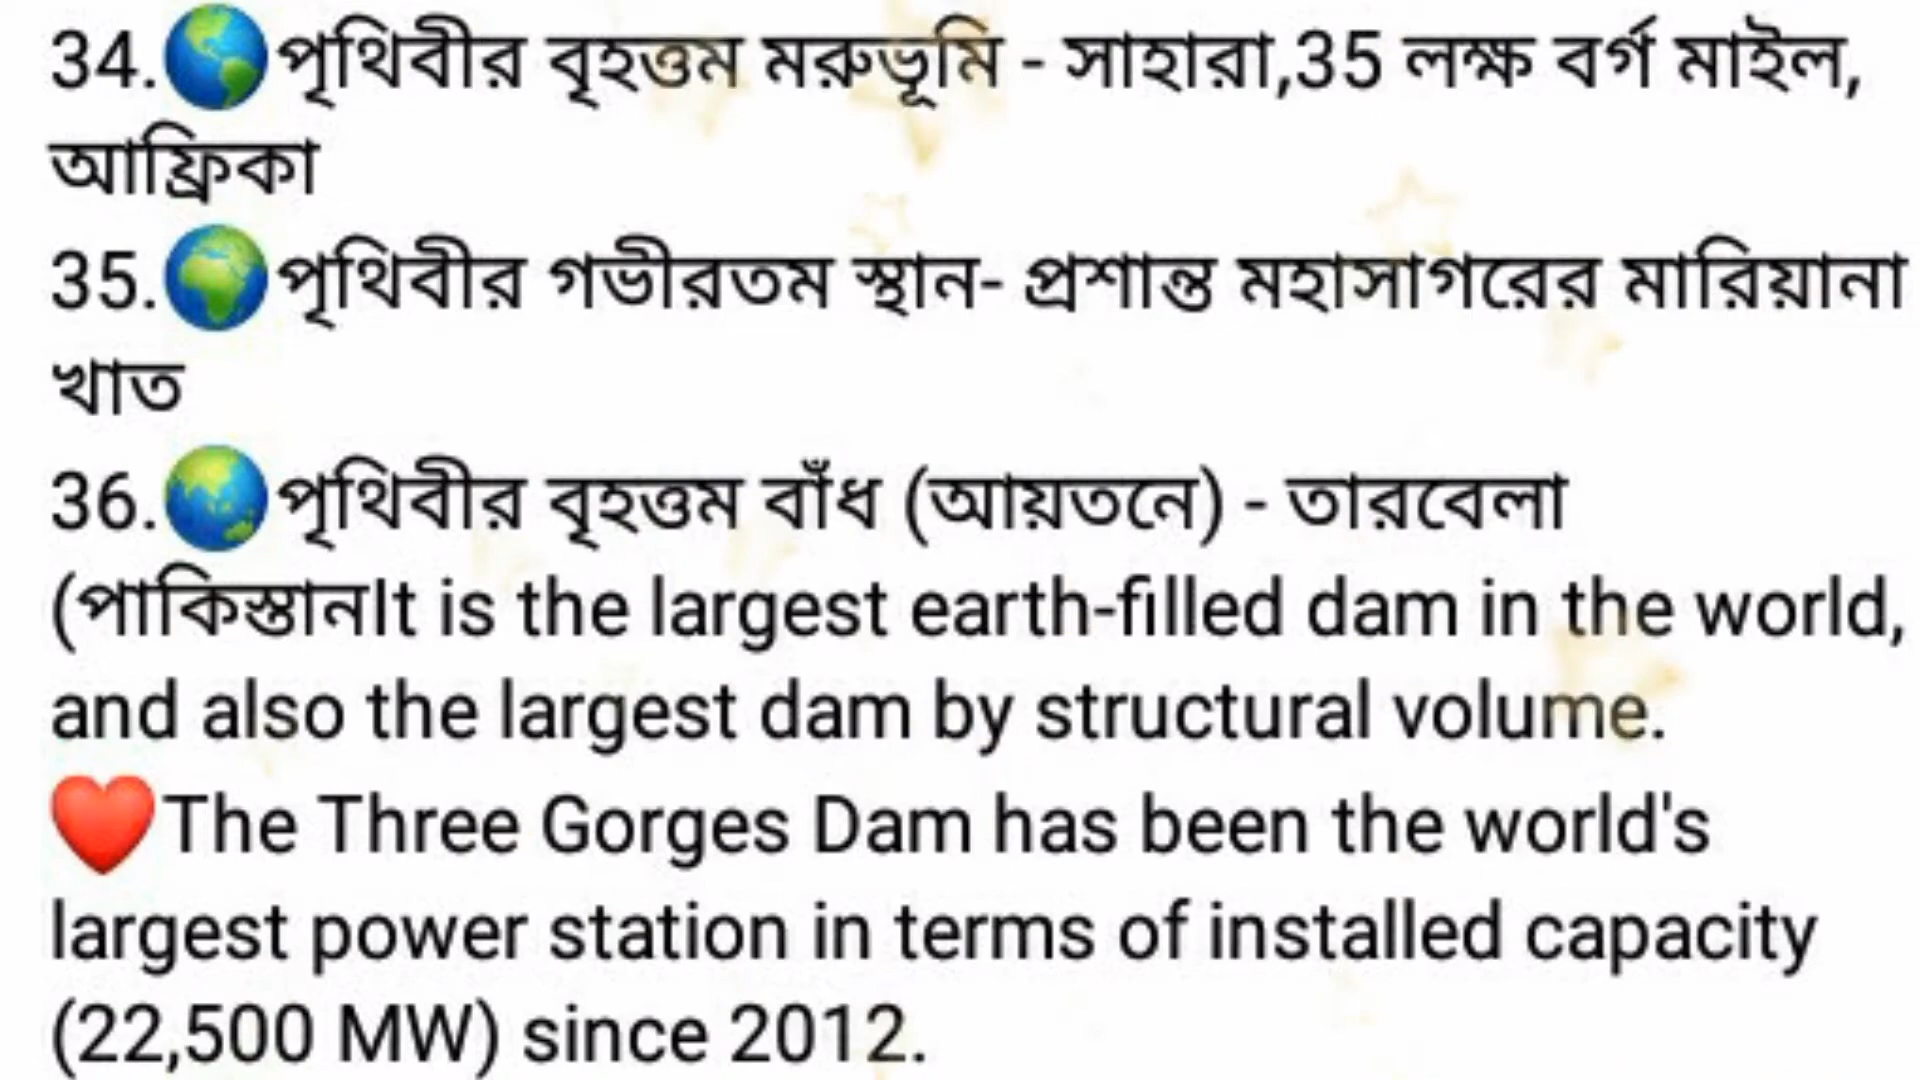 34.🌎পৃথিবীর বৃহত্তম মরুভূমি - সাহারা,35 লক্ষ বর্গ মাইল,
আফ্রিকা
35.🌍পৃথিবীর গভীরতম স্থান- প্রশান্ত মহাসাগরের মারিয়ানা
খাত
36.🌏পৃথিবীর বৃহত্তম বাঁধ (আয়তনে) - তারবেলা
(পাকিস্তানIt is the largest earth-filled dam in the world,
and also the largest dam by structural volume.
❤️The Three Gorges Dam has been the world's
largest power station in terms of installed capacity
(22,500 MW) since 2012.